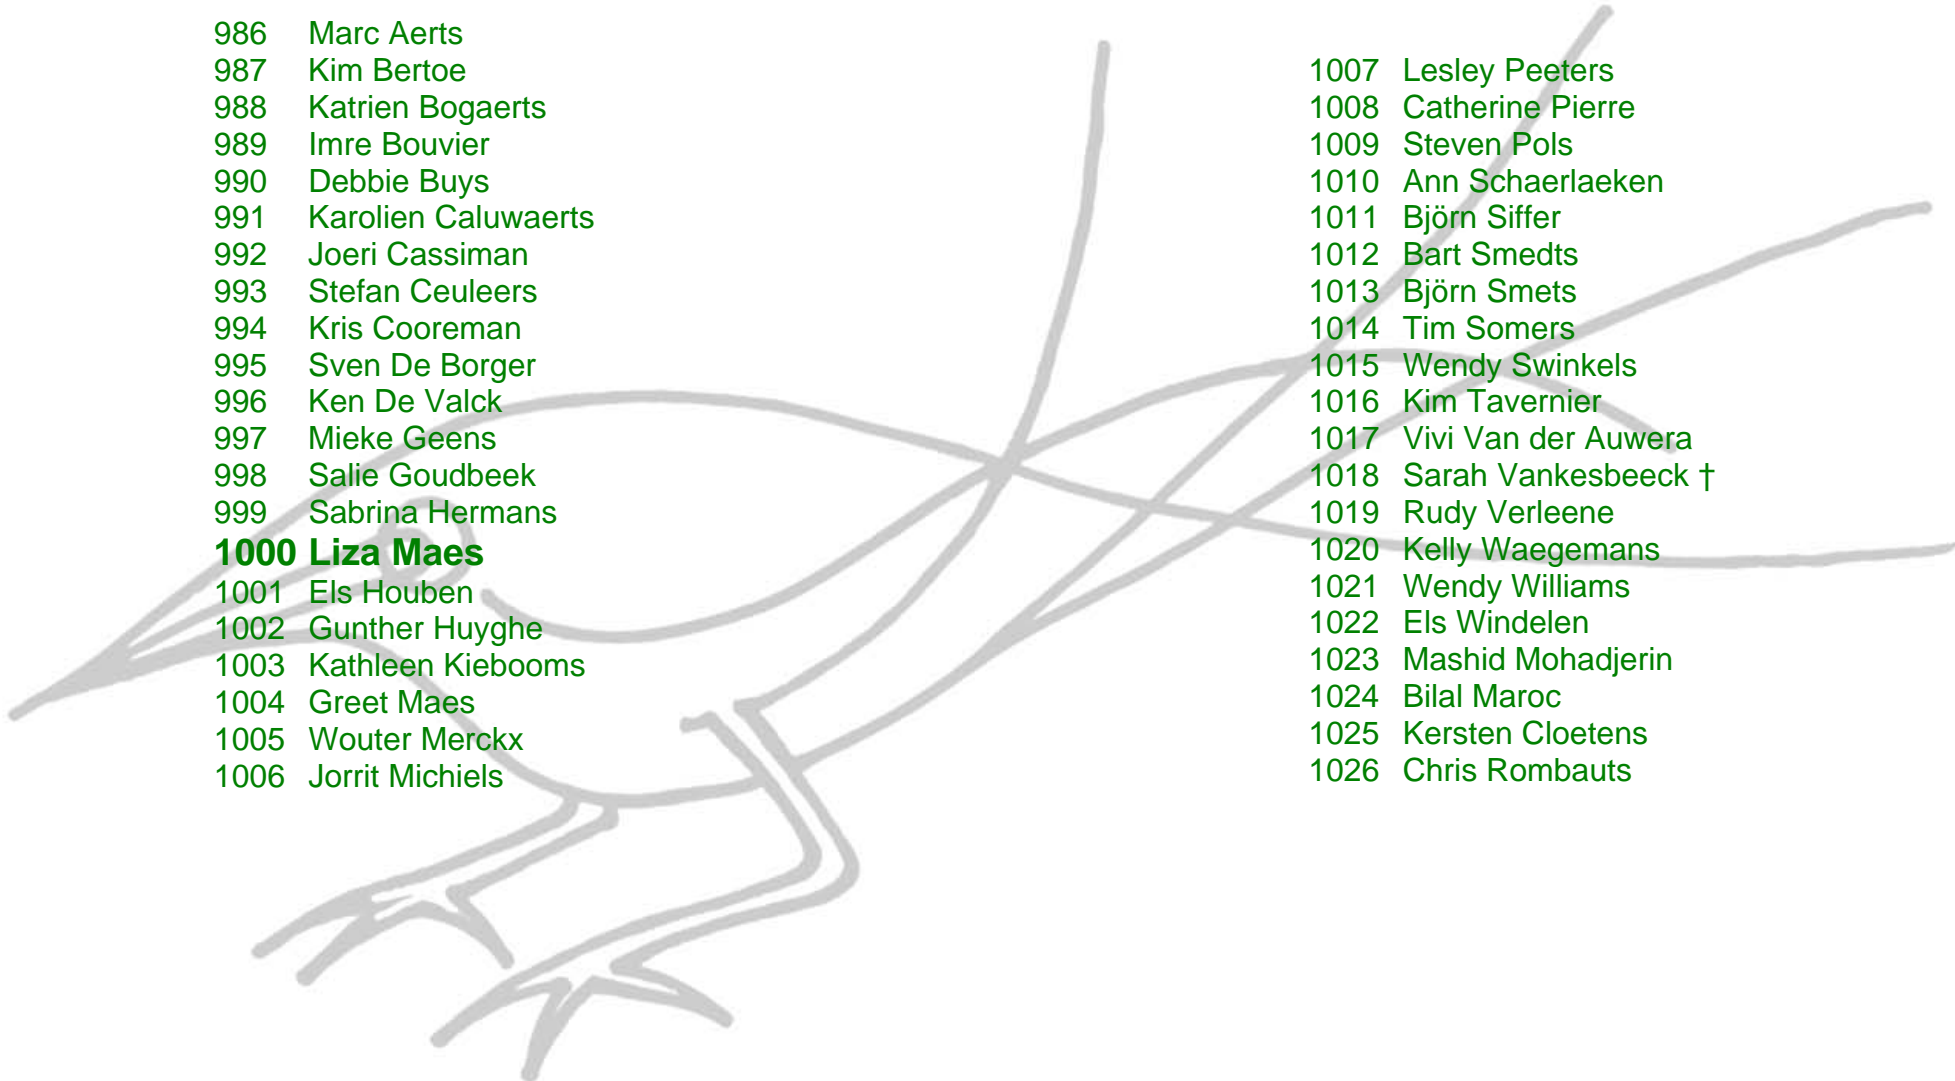 986 Marc Aerts
987 Kim Bertoe
988 Katrien Bogaerts
989 Imre Bouvier
990 Debbie Buys
991 Karolien Caluwaerts
992 Joeri Cassiman
993 Stefan Ceuleers
994 Kris Cooreman
995 Sven De Borger
996 Ken De Valck
997 Mieke Geens
998 Salie Goudbeek
999 Sabrina Hermans
1000 Liza Maes
1001 Els Houben
1002 Gunther Huyghe
1003 Kathleen Kiebooms
1004 Greet Maes
1005 Wouter Merckx
1006 Jorrit Michiels
1007 Lesley Peeters
1008 Catherine Pierre
1009 Steven Pols
1010 Ann Schaerlaeken
1011 Björn Siffer
1012 Bart Smedts
1013 Björn Smets
1014 Tim Somers
1015 Wendy Swinkels
1016 Kim Tavernier
1017 Vivi Van der Auwera
1018 Sarah Vankesbeeck †
1019 Rudy Verleene
1020 Kelly Waegemans
1021 Wendy Williams
1022 Els Windelen
1023 Mashid Mohadjerin
1024 Bilal Maroc
1025 Kersten Cloetens
1026 Chris Rombauts